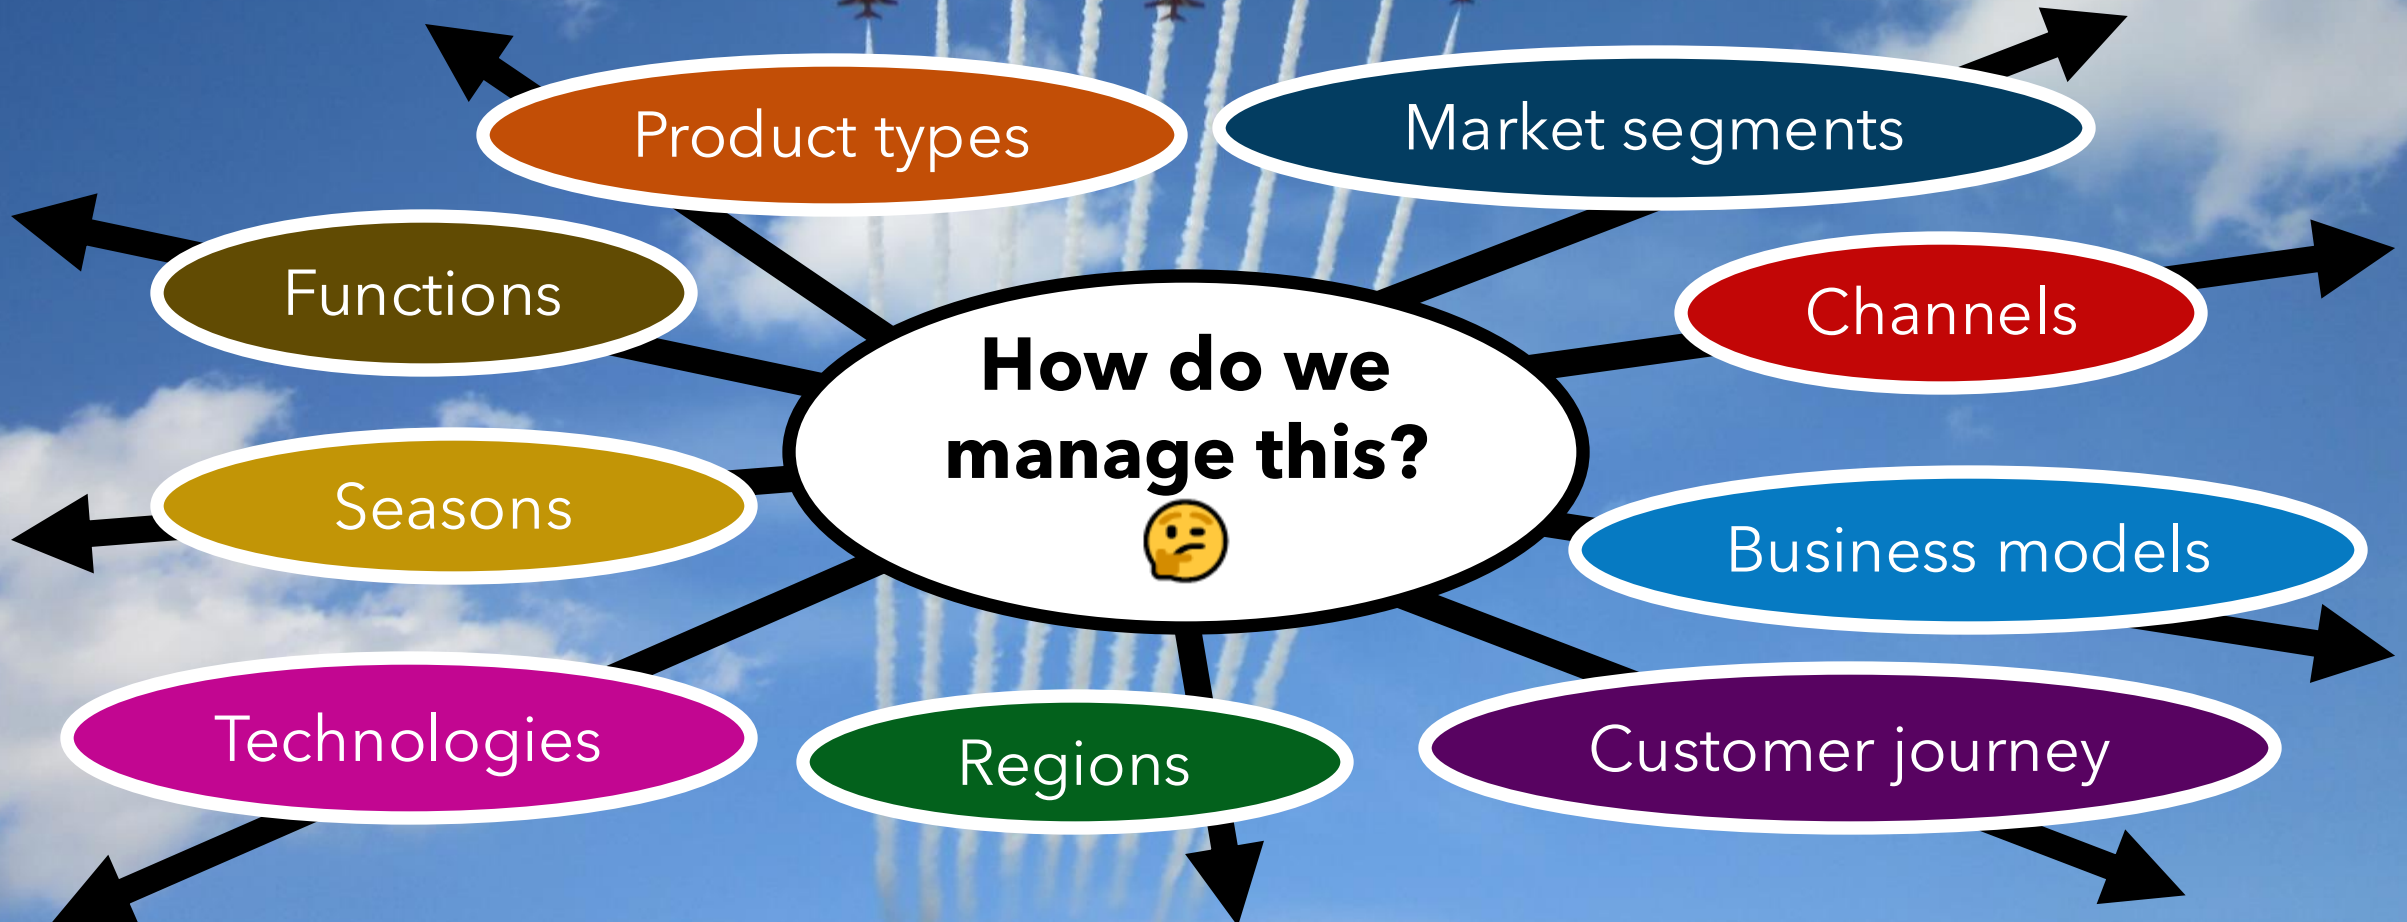 Product types
Market segments
Functions
Channels
How do we
manage this?
🤔
Seasons
Business models
Technologies
Regions
Customer journey